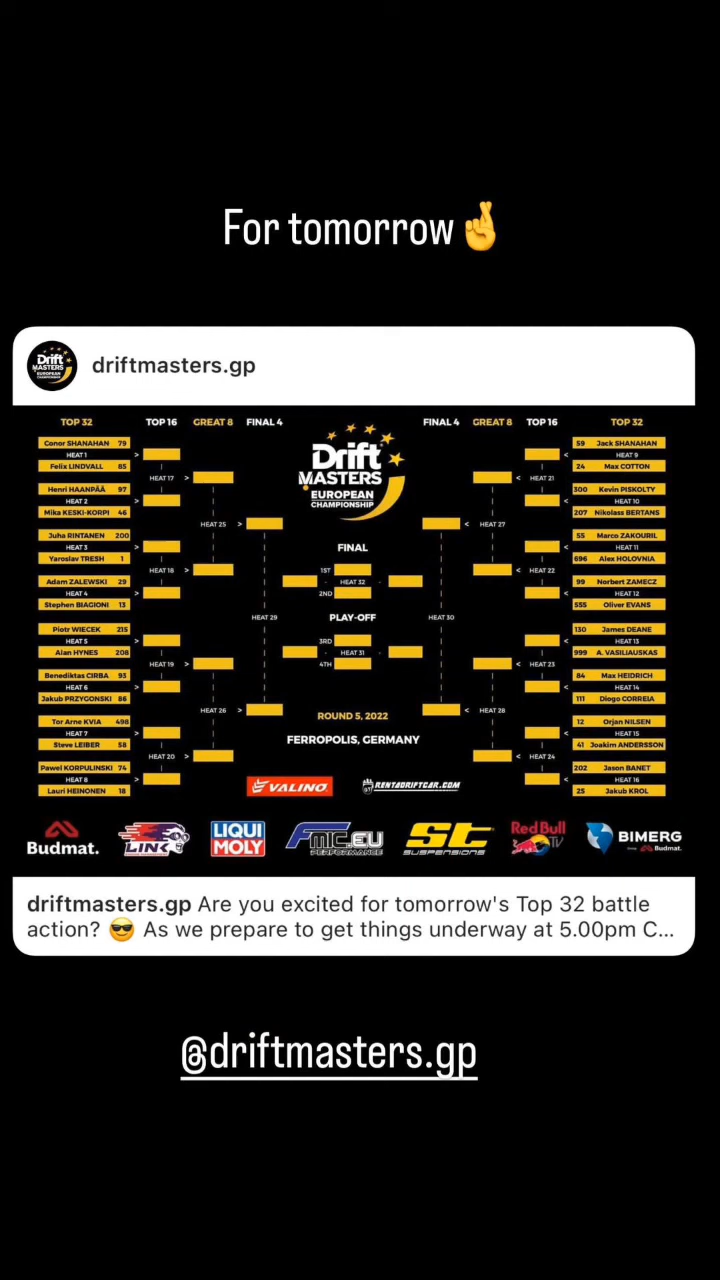 For tomorrow🤞
Drift MASTERS EUROPEAN CHAMPIONSHIP
driftmasters.gp
TOP 32 TOP 16 GREAT 8 FINAL 4
FINAL 4 GREAT 8 TOP 16 TOP 32
Drift
MASTERS
EUROPEAN
CHAMPIONSHIP
Conor SHANAHAN 79
HEAT 1
Felix LINDVALL 85
HEAT 17
Henri HAANPÄÄ 97
HEAT 2
Mika KESKI-KORPI 46
HEAT 25
Juha RINTANEN 200
HEAT 3
Yaroslav TRESH 1
HEAT 18
Adam ZALEWSKI 29
HEAT 4
Stephen BIAGIONI 13
HEAT 29
Piotr WIECEK 215
HEAT 5
Alan HYNES 208
HEAT 19
Benediktas CIRBA 93
HEAT 6
Jakub PRZYGONSKI 86
HEAT 26
Tor Arne KVIA 498
HEAT 7
Steve LEIBER 58
HEAT 20
Pawel KORPULINSKI 74
HEAT 8
Lauri HEINONEN 18
FINAL
1ST
HEAT 32
2ND
PLAY-OFF
3RD
HEAT 31
4TH
ROUND 5, 2022
FERROPOLIS, GERMANY
59 Jack SHANAHAN
HEAT 9
24 Max COTTON
HEAT 21
300 Kevin PISKOLTY
HEAT 10
207 Nikolass BERTANS
HEAT 27
55 Marco ZAKOURIL
HEAT 11
696 Alex HOLOVNIA
HEAT 22
99 Norbert ZAMECZ
HEAT 12
555 Oliver EVANS
HEAT 30
130 James DEANE
HEAT 13
999 A. VASILIAUSKAS
HEAT 23
84 Max HEIDRICH
HEAT 14
111 Diogo CORREIA
HEAT 28
12 Orjan NILSEN
HEAT 15
41 Joakim ANDERSSON
HEAT 24
202 Jason BANET
HEAT 16
25 Jakub KROL
VALINO RENTADRIFTCAR.COM
Budmat. LINK LIQUI MOLY FMIC.EU PERFORMANCE ST SUSPENSIONS Red Bull TV BIMERG Budmat.
driftmasters.gp Are you excited for tomorrow's Top 32 battle
action? 😎 As we prepare to get things underway at 5.00pm C...
@driftmasters.gp